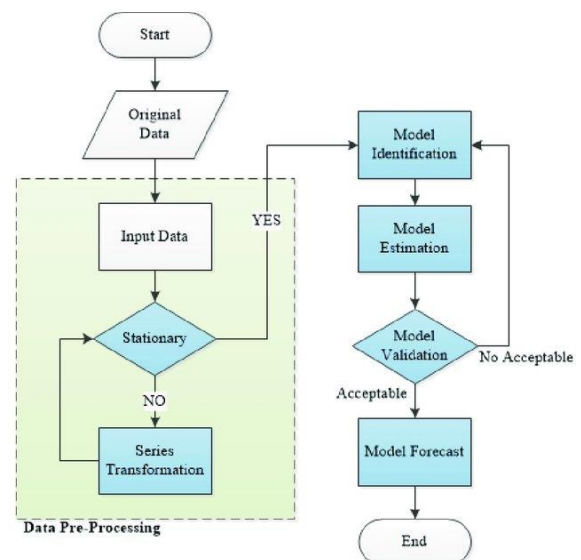 Start
Original
Data
Input Data
Stationary
YES
NO
Series
Transformation
Data Pre-Processing
Model
Identification
Model
Estimation
Model
Validation
No Acceptable
Acceptable
Model Forecast
End